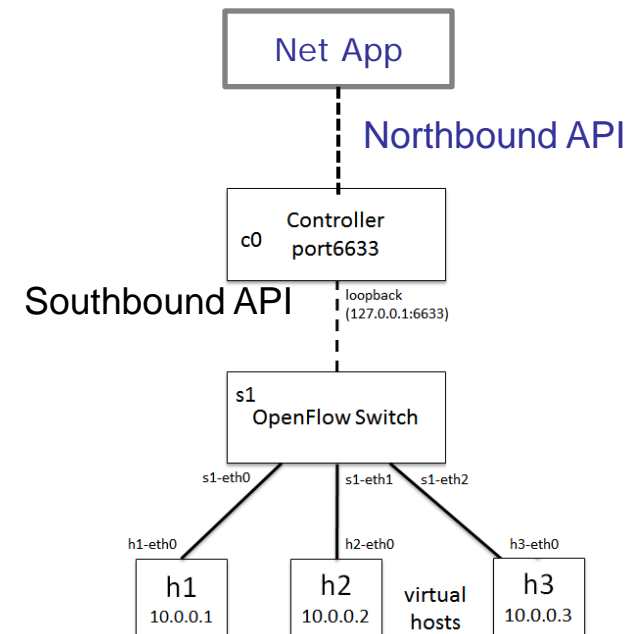 Net App
Northbound API
c0
Controller
port6633
Southbound API
loopback
(127.0.0.1:6633)
s1
OpenFlow Switch
s1-eth0
s1-eth1
s1-eth2
h1-eth0
h2-eth0
h3-eth0
h1
10.0.0.1
h2
10.0.0.2
virtual
hosts
h3
10.0.0.3